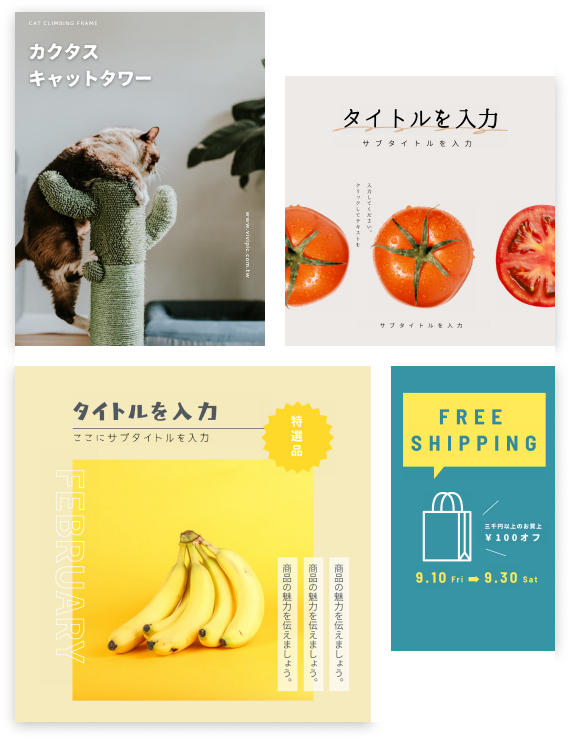 CAT CLIMBING FRAME
カクタス
キャットタワー
www.vivipic.com.tw
タイトルを入力
サブタイトルを入力
入力してください。
クリックしてテキストを
サブタイトルを入力
タイトルを入力
ここにサブタイトルを入力
特選品
FEBRUARY
商品の魅力を伝えましょう。
商品の魅力を伝えましょう。
商品の魅力を伝えましょう。
FREE
SHIPPING
三千円以上のお買上
¥100オフ
9.10 Fri ➡ 9.30 Sat